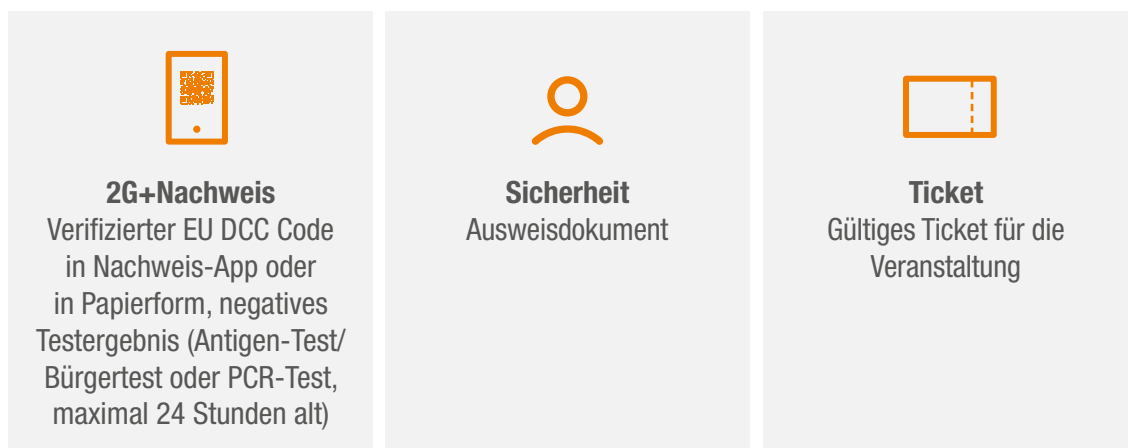 2G+Nachweis
Verifizierter EU DCC Code
in Nachweis-App oder
in Papierform, negatives
Testergebnis (Antigen-Test/
Bürgertest oder PCR-Test,
maximal 24 Stunden alt)
Sicherheit
Ausweisdokument
Ticket
Gültiges Ticket für die
Veranstaltung